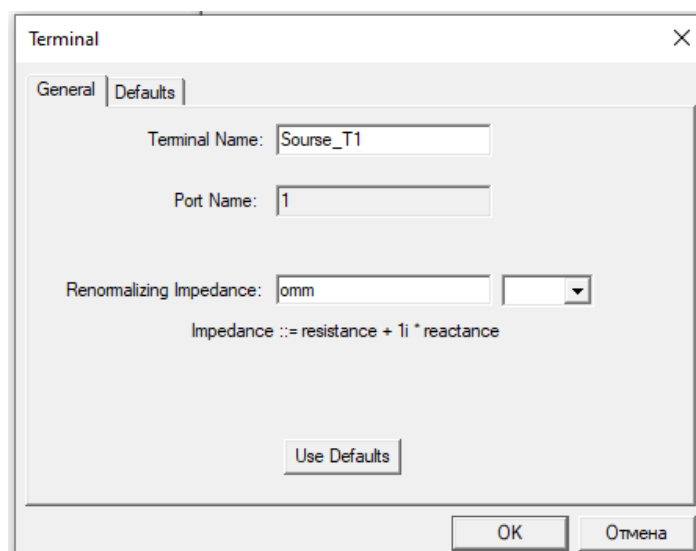 Terminal
General Defaults
Terminal Name: Sourse_T1
Port Name: 1
Renormalizing Impedance: omm
Impedance ::= resistance + 1i * reactance
Use Defaults
OK Отмена